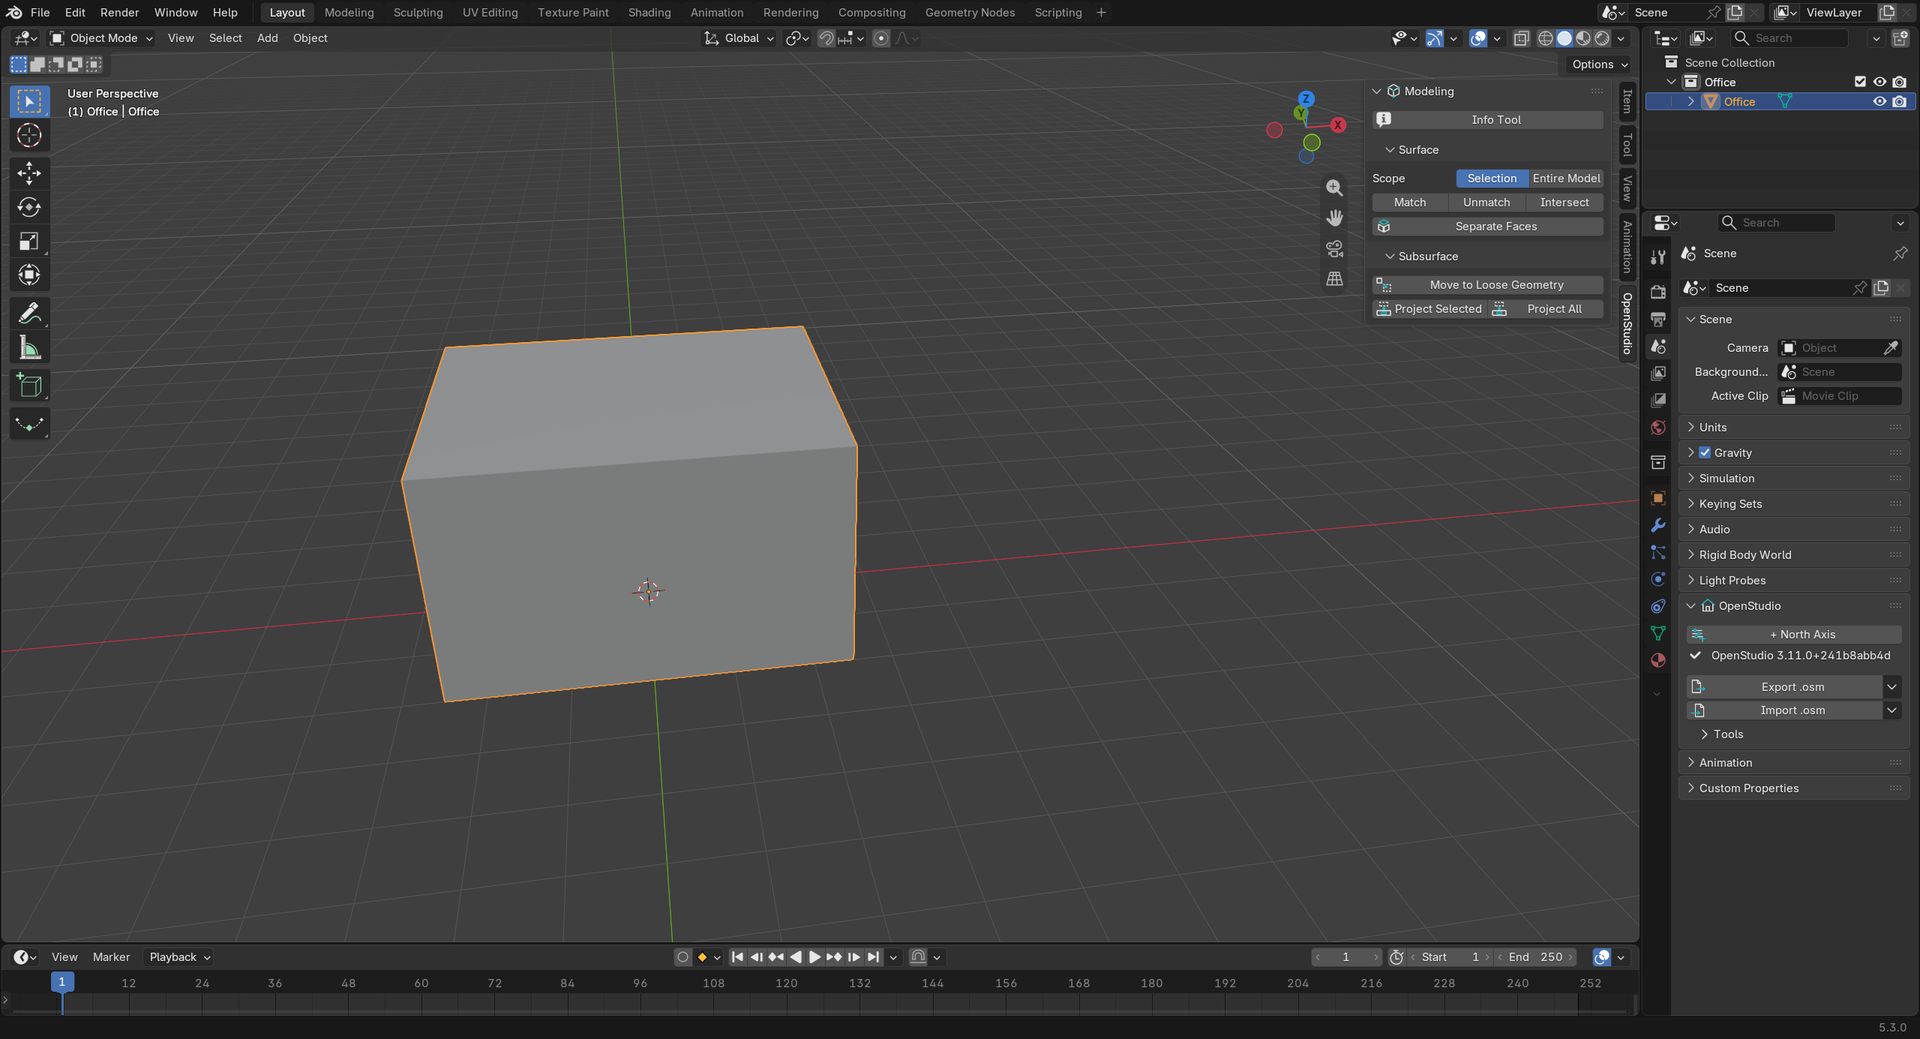 File Edit Render Window Help Layout Modeling Sculpting UV Editing Texture Paint Shading Animation Rendering Compositing Geometry Nodes Scripting + Scene ViewLayer
Object Mode View Select Add Object Global Search
Options
User Perspective
(1) Office | Office
Z
Y
X
Modeling
Info Tool
Surface
Scope Selection Entire Model
Match Unmatch Intersect
Separate Faces
Subsurface
Move to Loose Geometry
Project Selected Project All
Item
Tool
View
Animation
OpenStudio
Scene Collection
Office
Office
Search
Scene
Scene
Scene
Camera Object
Background... Scene
Active Clip Movie Clip
Units
Gravity
Simulation
Keying Sets
Audio
Rigid Body World
Light Probes
OpenStudio
+ North Axis
OpenStudio 3.11.0+241b8abb4d
Export .osm
Import .osm
Tools
Animation
Custom Properties
View Marker Playback 1 Start 1 End 250
1 12 24 36 48 60 72 84 96 108 120 132 144 156 168 180 192 204 216 228 240 252
5.3.0